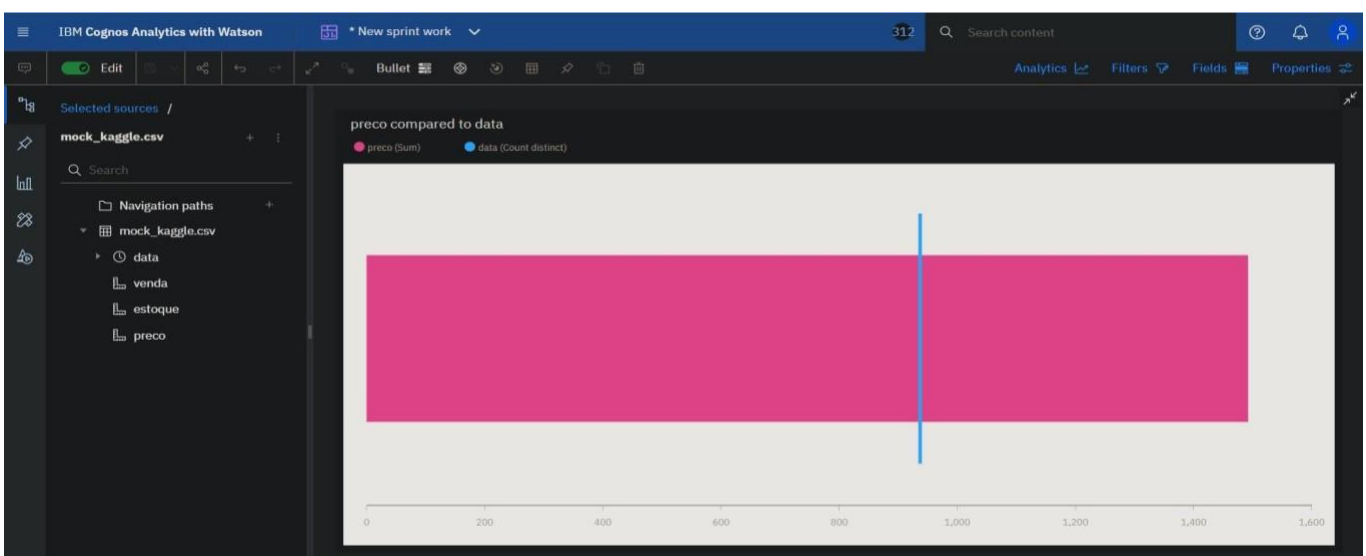 IBM Cognos Analytics with Watson
* New sprint work
312
Search content
Edit
Bullet
Analytics
Filters
Fields
Properties
Selected sources /
mock_kaggle.csv
Search
Navigation paths
mock_kaggle.csv
data
venda
estoque
preco
preco compared to data
preco (Sum)
data (Count distinct)
0 200 400 600 800 1,000 1,200 1,400 1,600